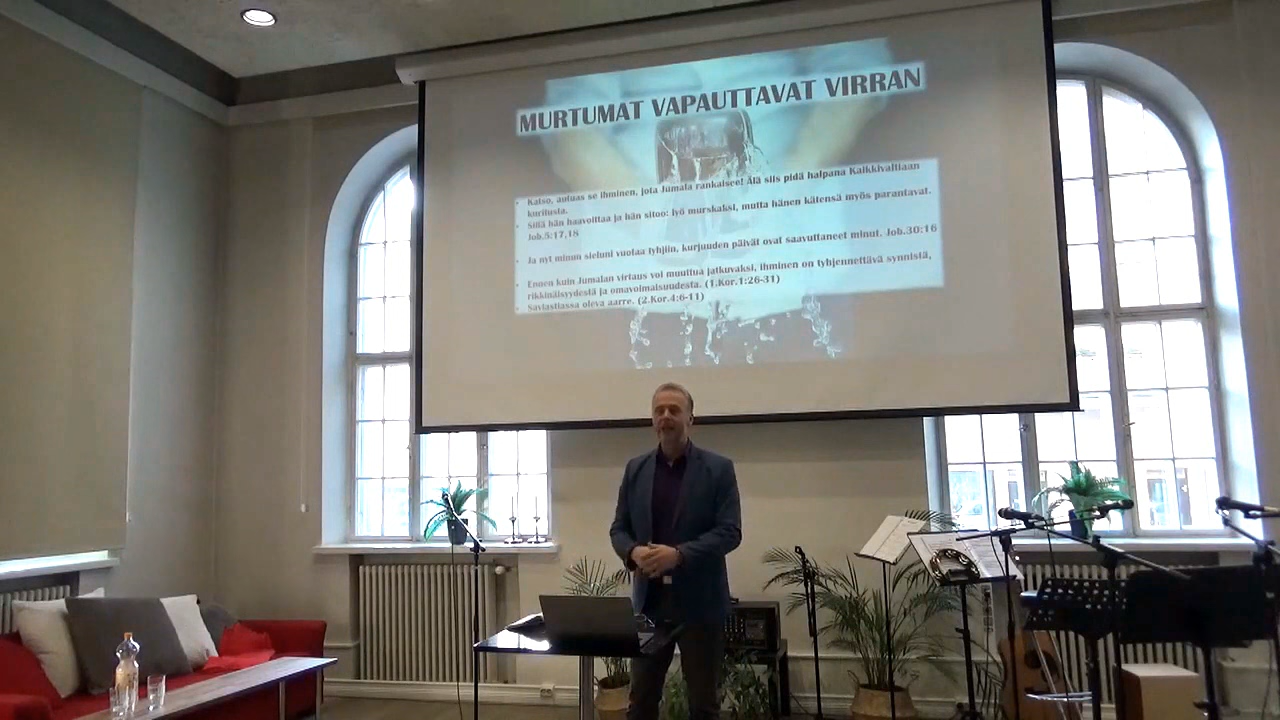 MURTUMAT VAPAUTTAVAT VIRRAN
• Katso, autuas se ihminen, jota Jumala rankaisee! Älä siis pidä halpana Kaikkivaltiaan
kuritusta.
• Sillä hän haavoittaa ja hän sitoo: lyö murskaksi, mutta hänen kätensä myös parantavat.
Job.5:17,18
• Ja nyt minun sieluni vuotaa tyhjiin, kurjuuden päivät ovat saavuttaneet minut. Job.30:16
• Ennen kuin Jumalan virtaus voi muuttua jatkuvaksi, ihminen on tyhjennettävä synnistä,
rikkinäisyydestä ja omavoimaisuudesta. (1.Kor.1:26-31)
• Saviastiassa oleva aarre. (2.Kor.4:6-11)